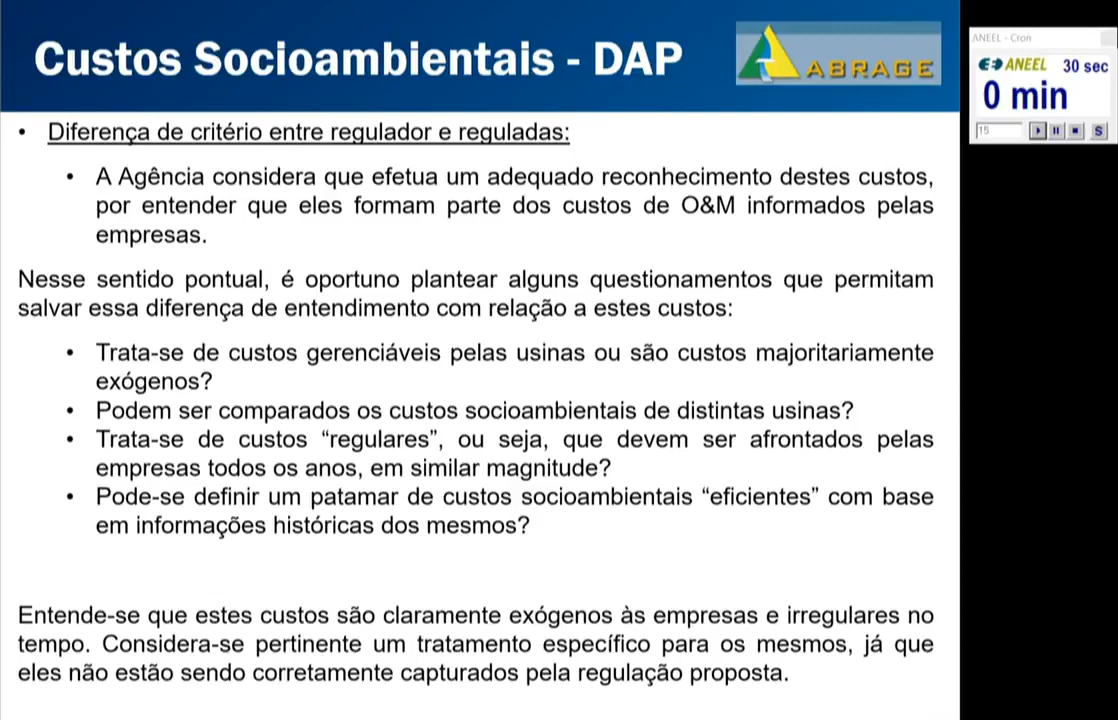 Custos Socioambientais - DAP
ABRAGE
ANEEL - Cron
ANEEL 30 sec
0 min
15
S
• Diferença de critério entre regulador e reguladas:
• A Agência considera que efetua um adequado reconhecimento destes custos,
por entender que eles formam parte dos custos de O&M informados pelas
empresas.
Nesse sentido pontual, é oportuno plantear alguns questionamentos que permitam
salvar essa diferença de entendimento com relação a estes custos:
• Trata-se de custos gerenciáveis pelas usinas ou são custos majoritariamente
exógenos?
• Podem ser comparados os custos socioambientais de distintas usinas?
• Trata-se de custos “regulares”, ou seja, que devem ser afrontados pelas
empresas todos os anos, em similar magnitude?
• Pode-se definir um patamar de custos socioambientais “eficientes” com base
em informações históricas dos mesmos?
Entende-se que estes custos são claramente exógenos às empresas e irregulares no
tempo. Considera-se pertinente um tratamento específico para os mesmos, já que
eles não estão sendo corretamente capturados pela regulação proposta.